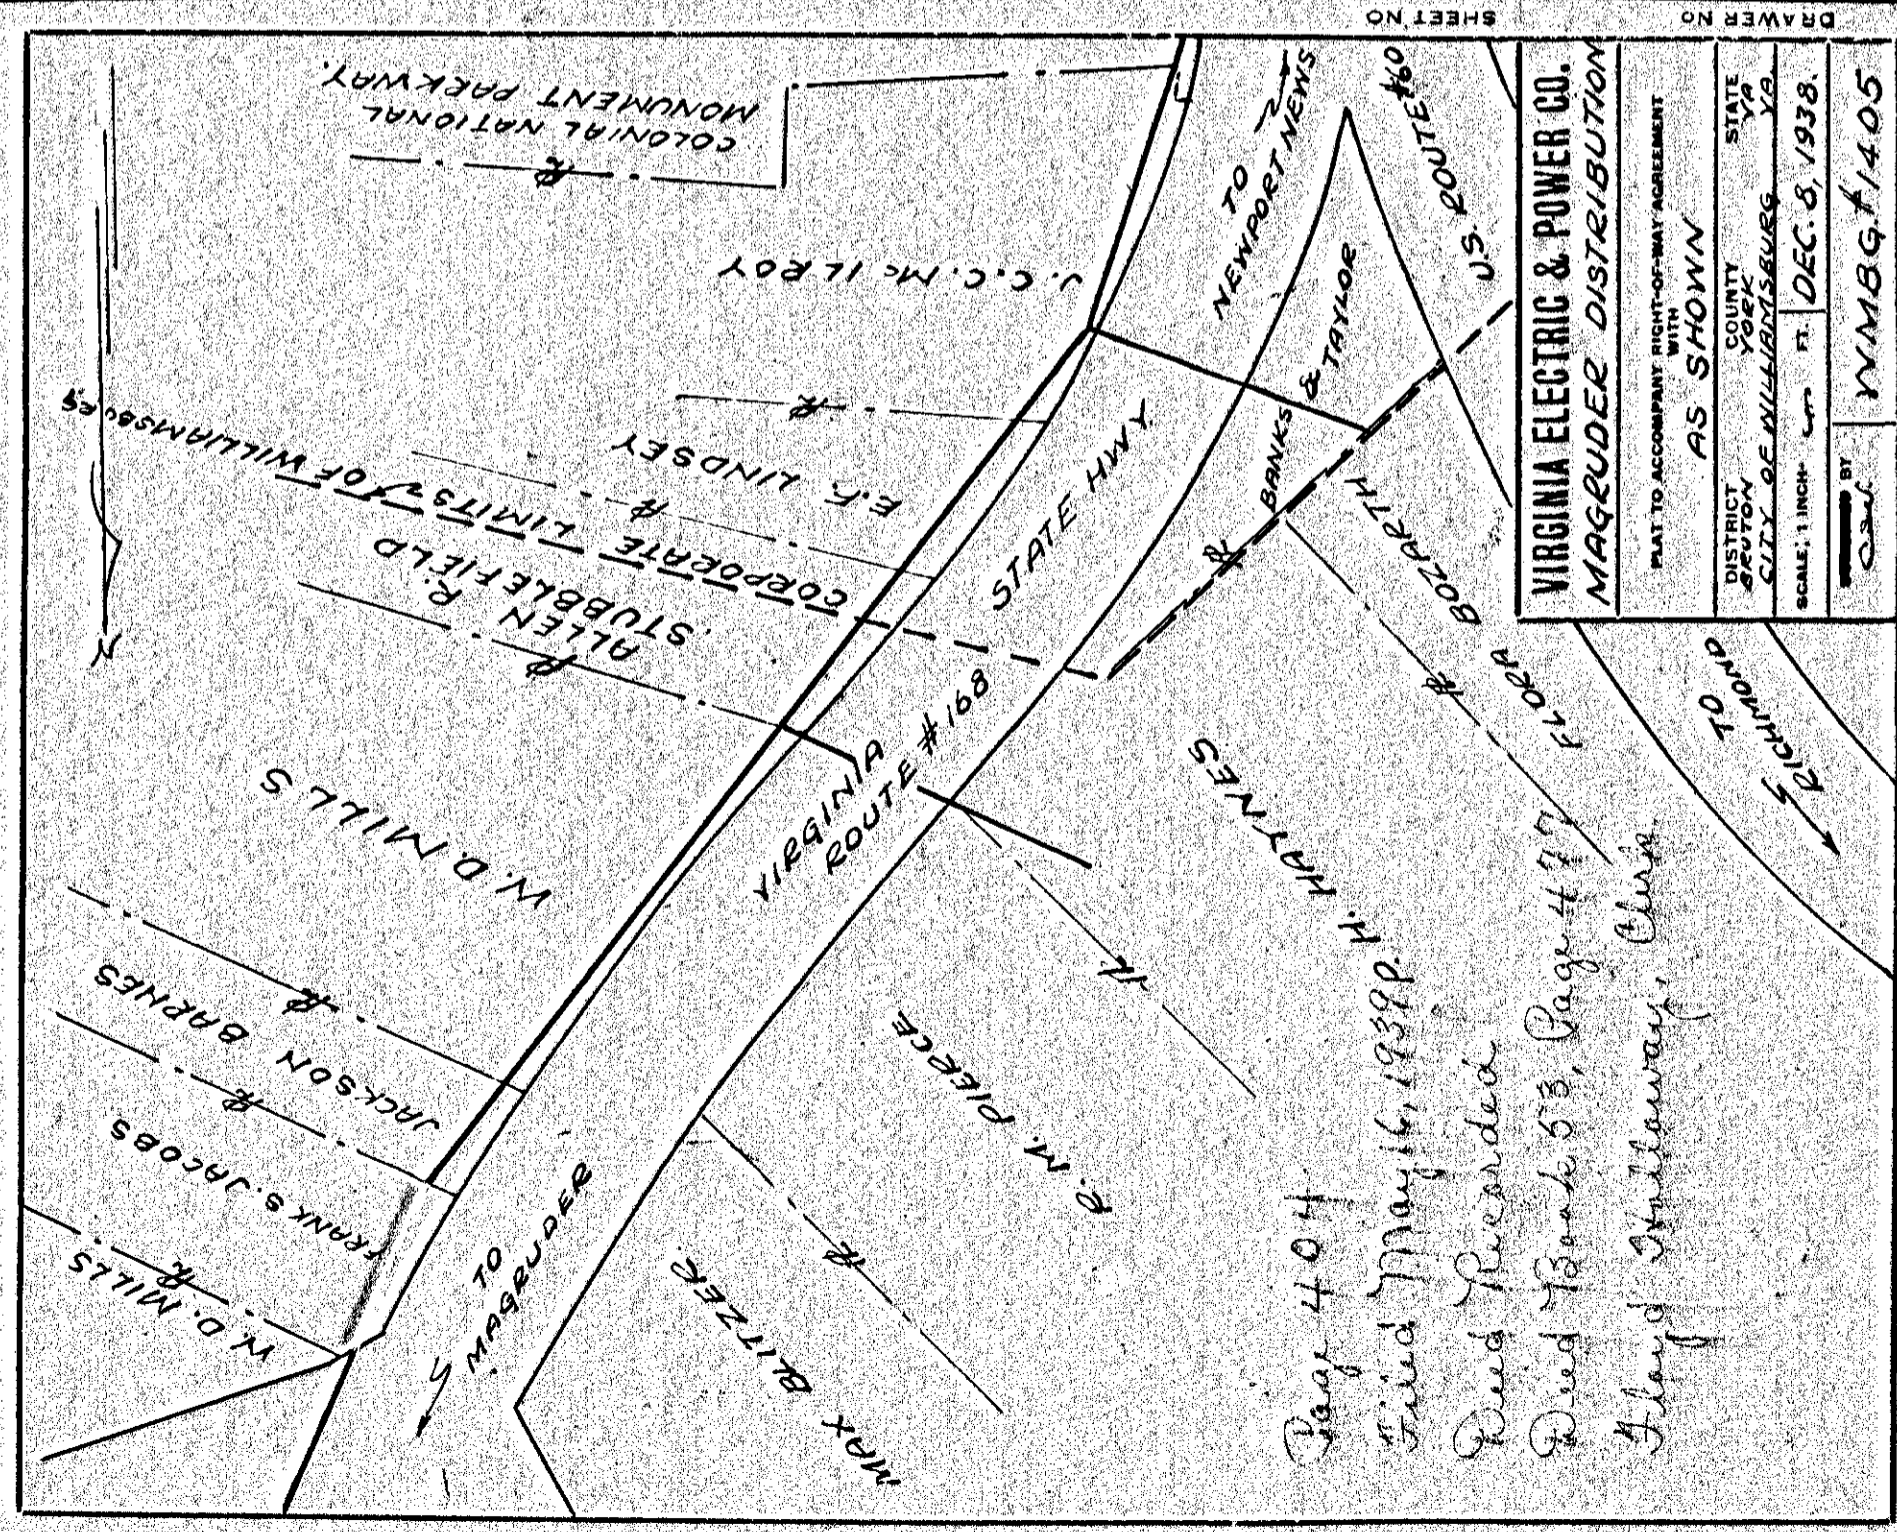 SHEET NO
DRAWER NO
COLONIAL NATIONAL
MONUMENT PARKWAY.
J. C. C. McILROY
E. F. LINDSEY
CORPORATE LIMITS OF WILLIAMSBURG
ALLEN R.
STUBBLEFIELD
W. D. MILLS
JACKSON BARNES
FRANK S. JACOBS
W. D. MILLS
TO
NEWPORT NEWS
STATE HWY.
VIRGINIA
ROUTE #168
TO
MAGRUDER
U.S. ROUTE #60
BANKS & TAYLOR
FLORA BOZARTH
P. H. HAYNES
R. M. PIERCE
MAX BLITZER
TO
RICHMOND
VIRGINIA ELECTRIC & POWER CO.
MAGRUDER DISTRIBUTION
PLAT TO ACCOMPANY RIGHT-OF-WAY AGREEMENT
WITH
AS SHOWN
DISTRICT COUNTY STATE
BRUTON YORK VA
CITY OF WILLIAMSBURG VA
SCALE; 1 INCH= FT. DEC. 8, 1938.
BY WMBG. #1405
Page 404
Filed May 16, 1939
Deed Recorded
Deed Book 53, Page 477
Floyd Holloway, Clerk.